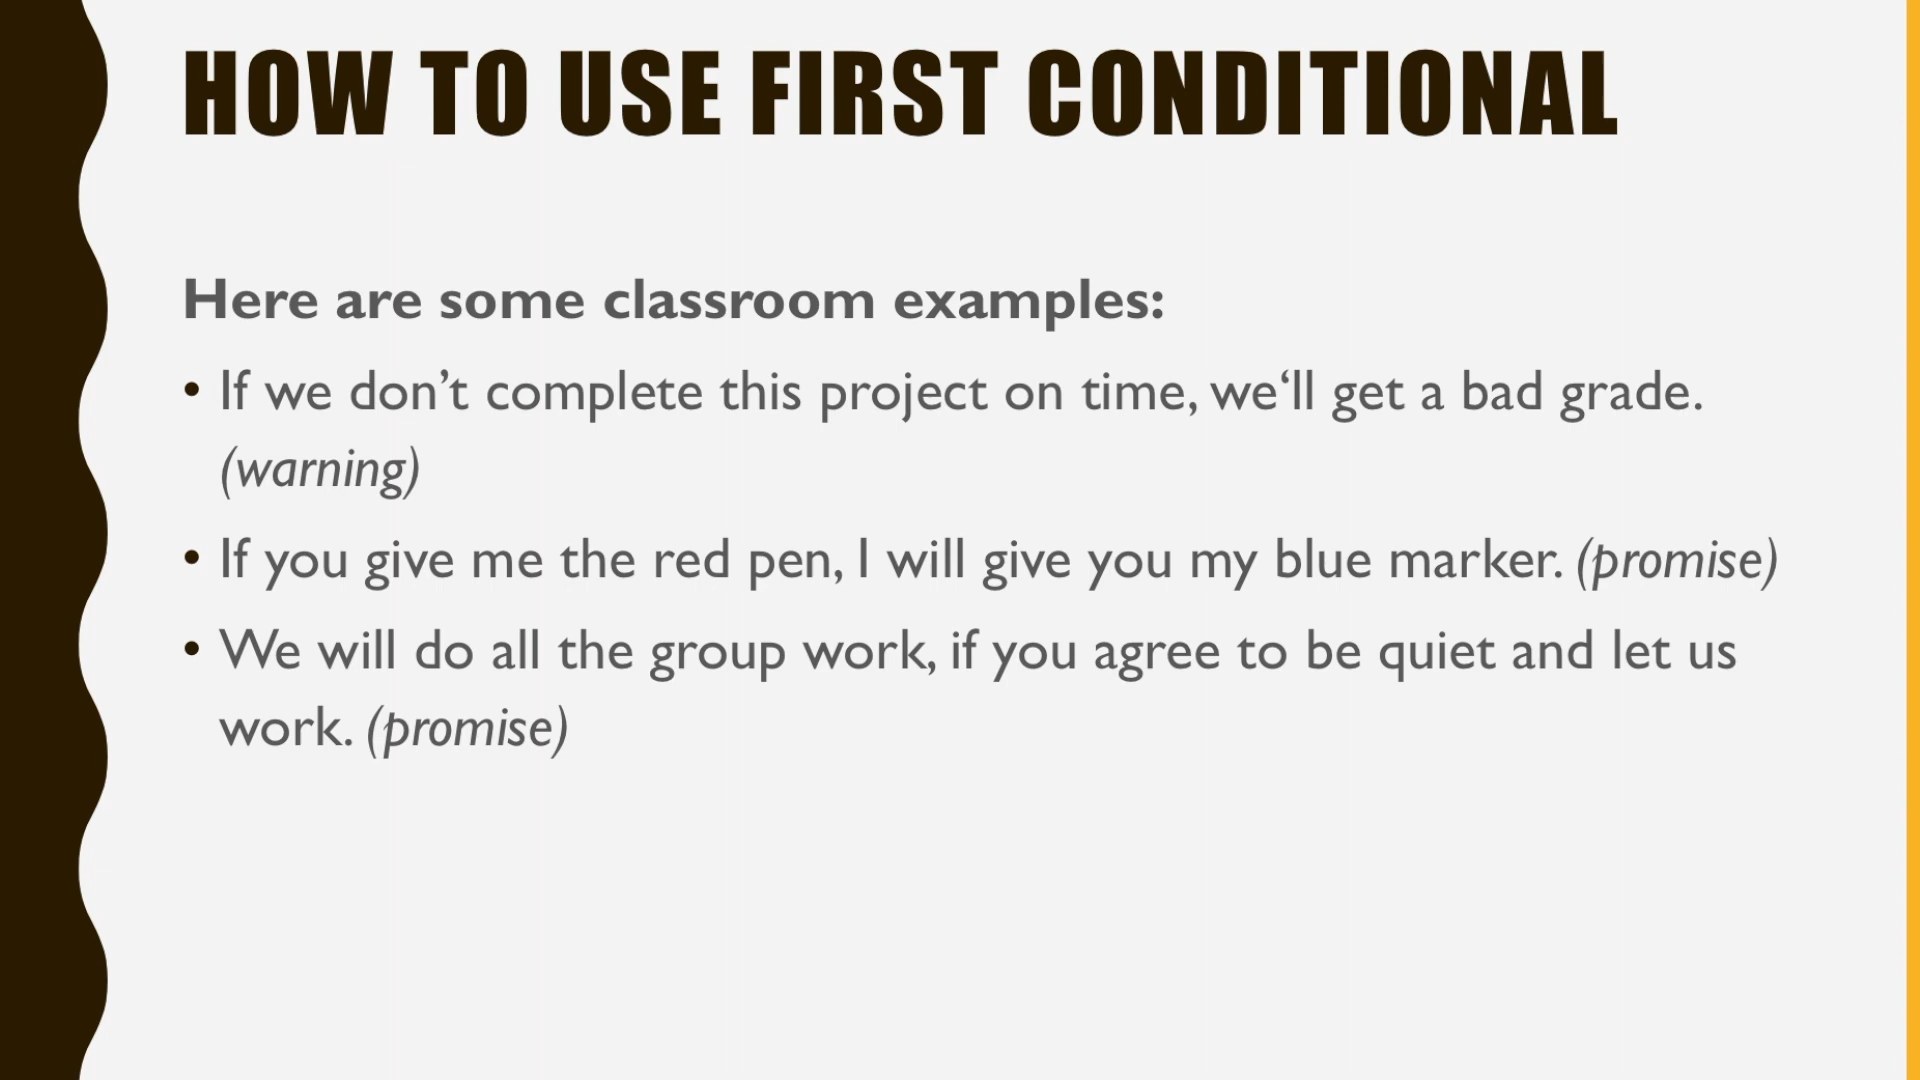 HOW TO USE FIRST CONDITIONAL
Here are some classroom examples:
• If we don’t complete this project on time, we‘ll get a bad grade.
(warning)
• If you give me the red pen, I will give you my blue marker. (promise)
• We will do all the group work, if you agree to be quiet and let us
work. (promise)